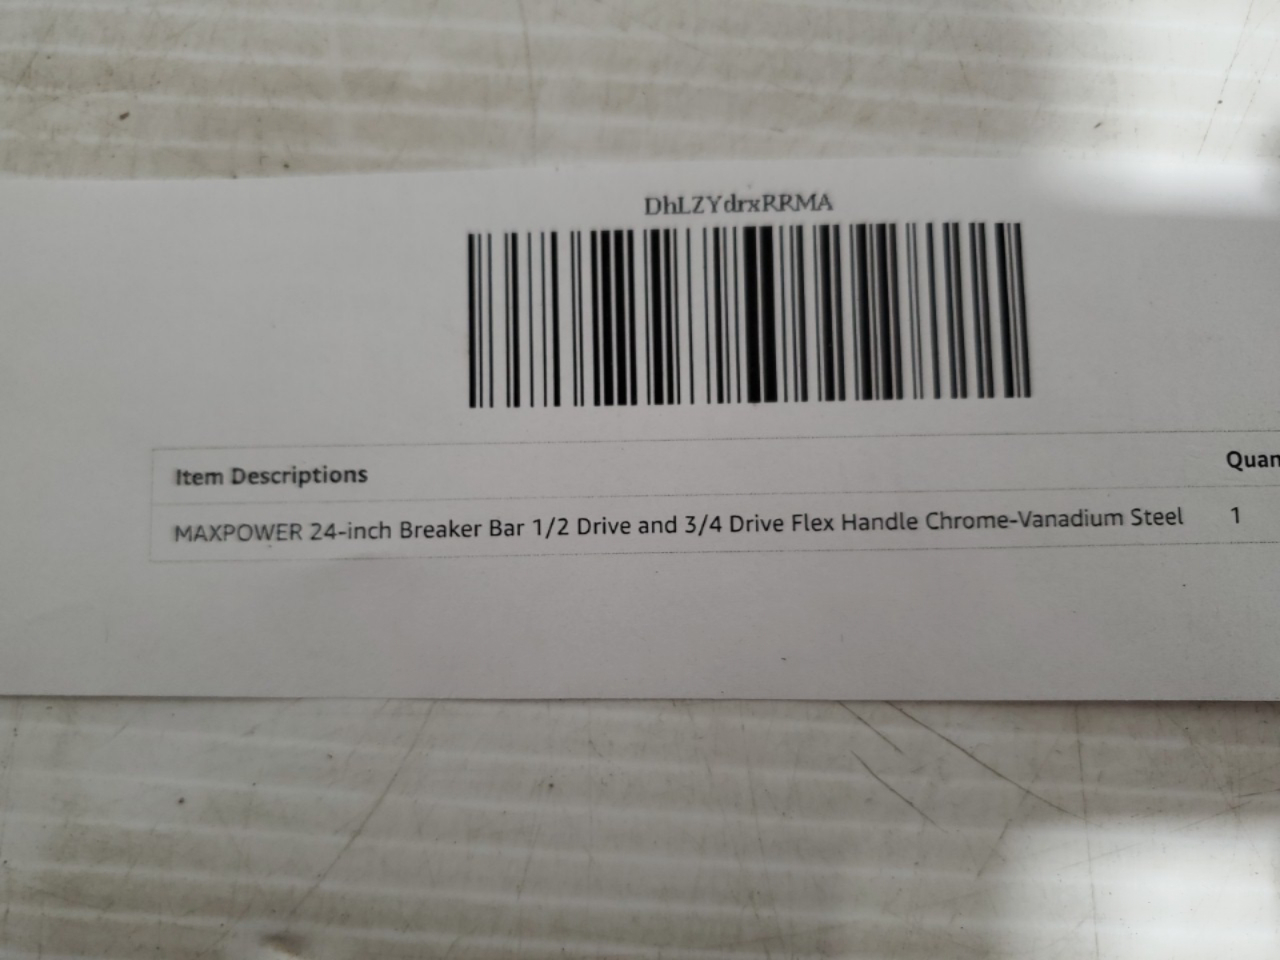 DhLZYdrxRRMA
Item Descriptions
Quan
MAXPOWER 24-inch Breaker Bar 1/2 Drive and 3/4 Drive Flex Handle Chrome-Vanadium Steel
1